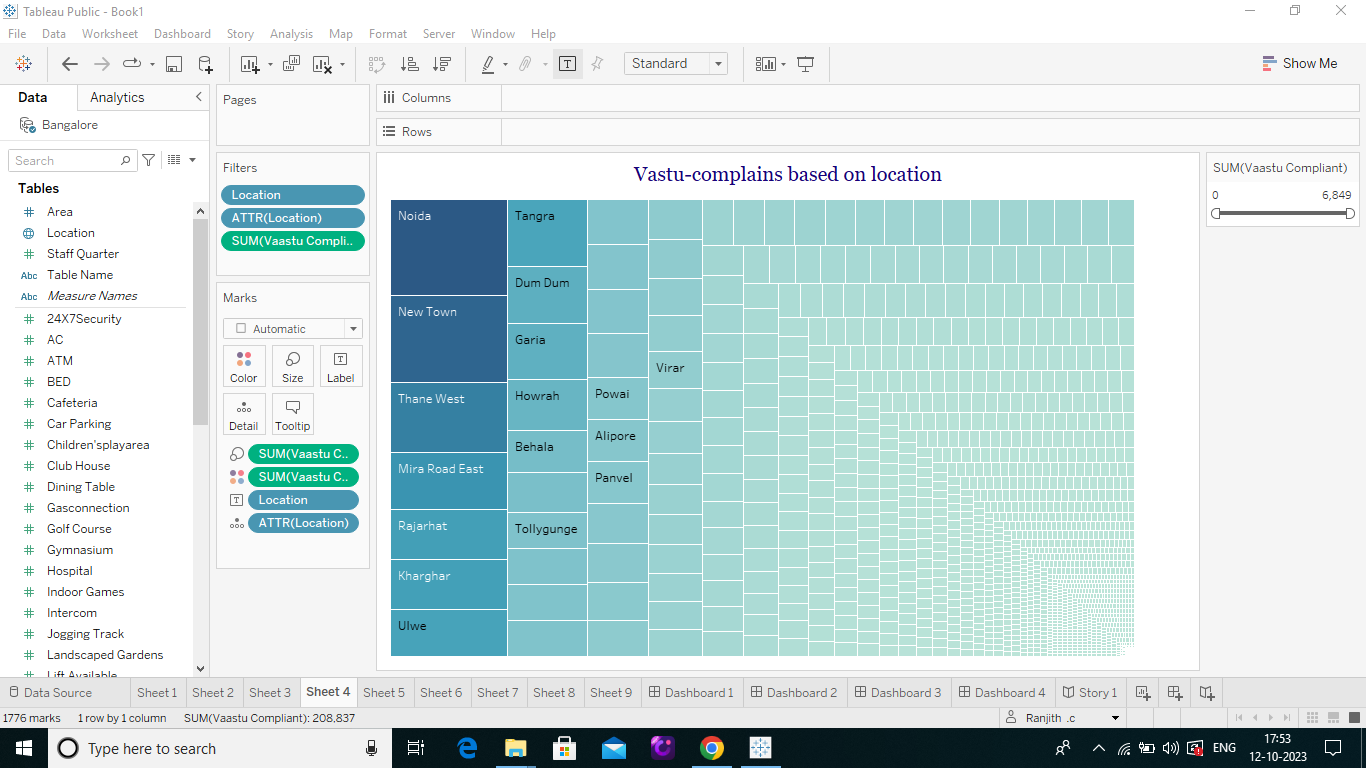 Tableau Public - Book1
File Data Worksheet Dashboard Story Analysis Map Format Server Window Help
Standard
Show Me
Data Analytics
Bangalore
Search
Tables
Area
Location
Staff Quarter
Abc Table Name
Abc Measure Names
24X7Security
AC
ATM
BED
Cafeteria
Car Parking
Children'splayarea
Club House
Dining Table
Gasconnection
Golf Course
Gymnasium
Hospital
Indoor Games
Intercom
Jogging Track
Landscaped Gardens
Lift Available
Pages
Filters
Location
ATTR(Location)
SUM(Vaastu Compli..
Marks
Automatic
Color Size Label
Detail Tooltip
SUM(Vaastu C..
SUM(Vaastu C..
Location
ATTR(Location)
Columns
Rows
Vastu-complains based on location
Noida
New Town
Thane West
Mira Road East
Rajarhat
Kharghar
Ulwe
Tangra
Dum Dum
Garia
Howrah
Behala
Tollygunge
Powai
Alipore
Panvel
Virar
SUM(Vaastu Compliant)
0 6,849
Data Source Sheet 1 Sheet 2 Sheet 3 Sheet 4 Sheet 5 Sheet 6 Sheet 7 Sheet 8 Sheet 9 Dashboard 1 Dashboard 2 Dashboard 3 Dashboard 4 Story 1
1776 marks 1 row by 1 column SUM(Vaastu Compliant): 208,837 Ranjith .c
Type here to search
ENG
17:53
12-10-2023